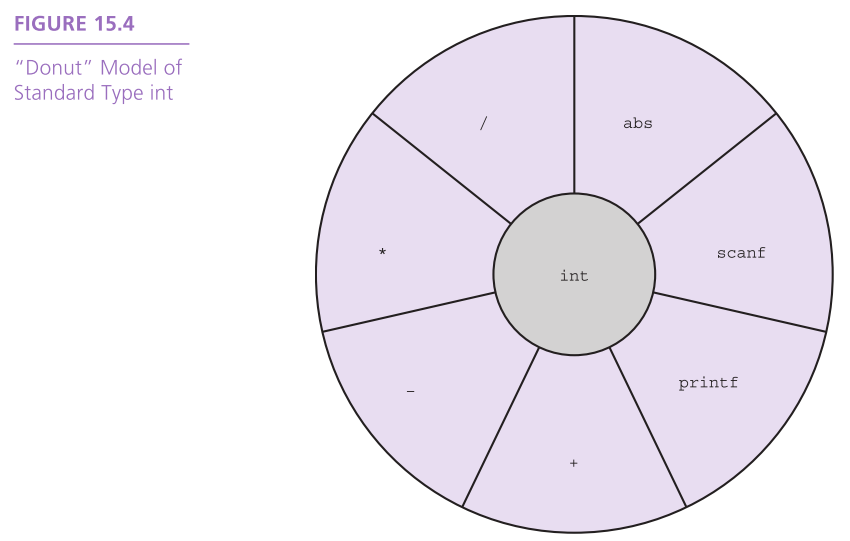 FIGURE 15.4
“Donut” Model of
Standard Type int
/
abs
*
scanf
int
–
printf
+